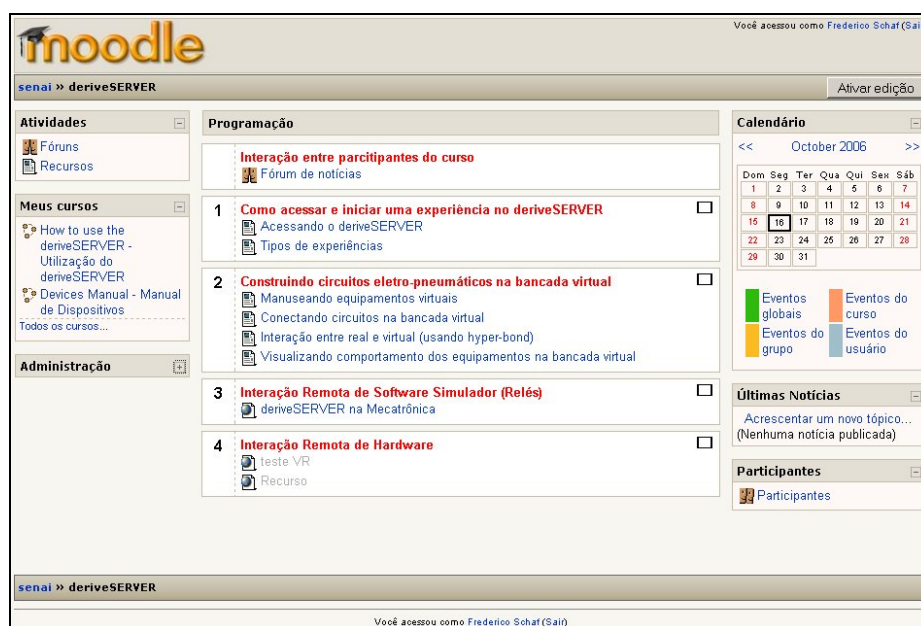 Você acessou como Frederico Schaf (Sai
moodle
senai » deriveSERVER
Ativar edição
Atividades
Fóruns
Recursos
Meus cursos
How to use the
deriveSERVER -
Utilização do
deriveSERVER
Devices Manual - Manual
de Dispositivos
Todos os cursos...
Administração
Programação
Interação entre parcitipantes do curso
Fórum de notícias
1 Como acessar e iniciar uma experiência no deriveSERVER
Acessando o deriveSERVER
Tipos de experiências
2 Construindo circuitos eletro-pneumáticos na bancada virtual
Manuseando equipamentos virtuais
Conectando circuitos na bancada virtual
Interação entre real e virtual (usando hyper-bond)
Visualizando comportamento dos equipamentos na bancada virtual
3 Interação Remota de Software Simulador (Relés)
deriveSERVER na Mecatrônica
4 Interação Remota de Hardware
teste VR
Recurso
Calendário
<< October 2006 >>
Dom Seg Ter Qua Qui Sex Sáb
1 2 3 4 5 6 7
8 9 10 11 12 13 14
15 16 17 18 19 20 21
22 23 24 25 26 27 28
29 30 31
Eventos globais
Eventos do curso
Eventos do grupo
Eventos do usuário
Últimas Notícias
Acrescentar um novo tópico...
(Nenhuma notícia publicada)
Participantes
Participantes
senai » deriveSERVER
Você acessou como Frederico Schaf (Sair)